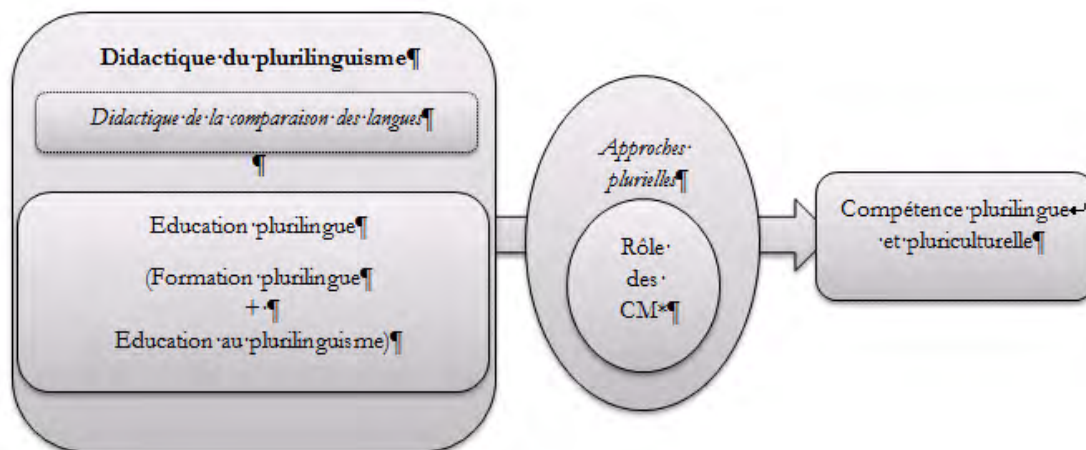 Didactique·du·plurilinguisme¶
Didactique·de·la·comparaison·des·langues¶
¶
Education·plurilingue¶
(Formation·plurilingue¶
+·¶
Education·au·plurilinguisme)¶
Approches·
plurielles¶
Rôle·
des·
CM*¶
Compétence·plurilingue↵
·et·pluriculturelle¶